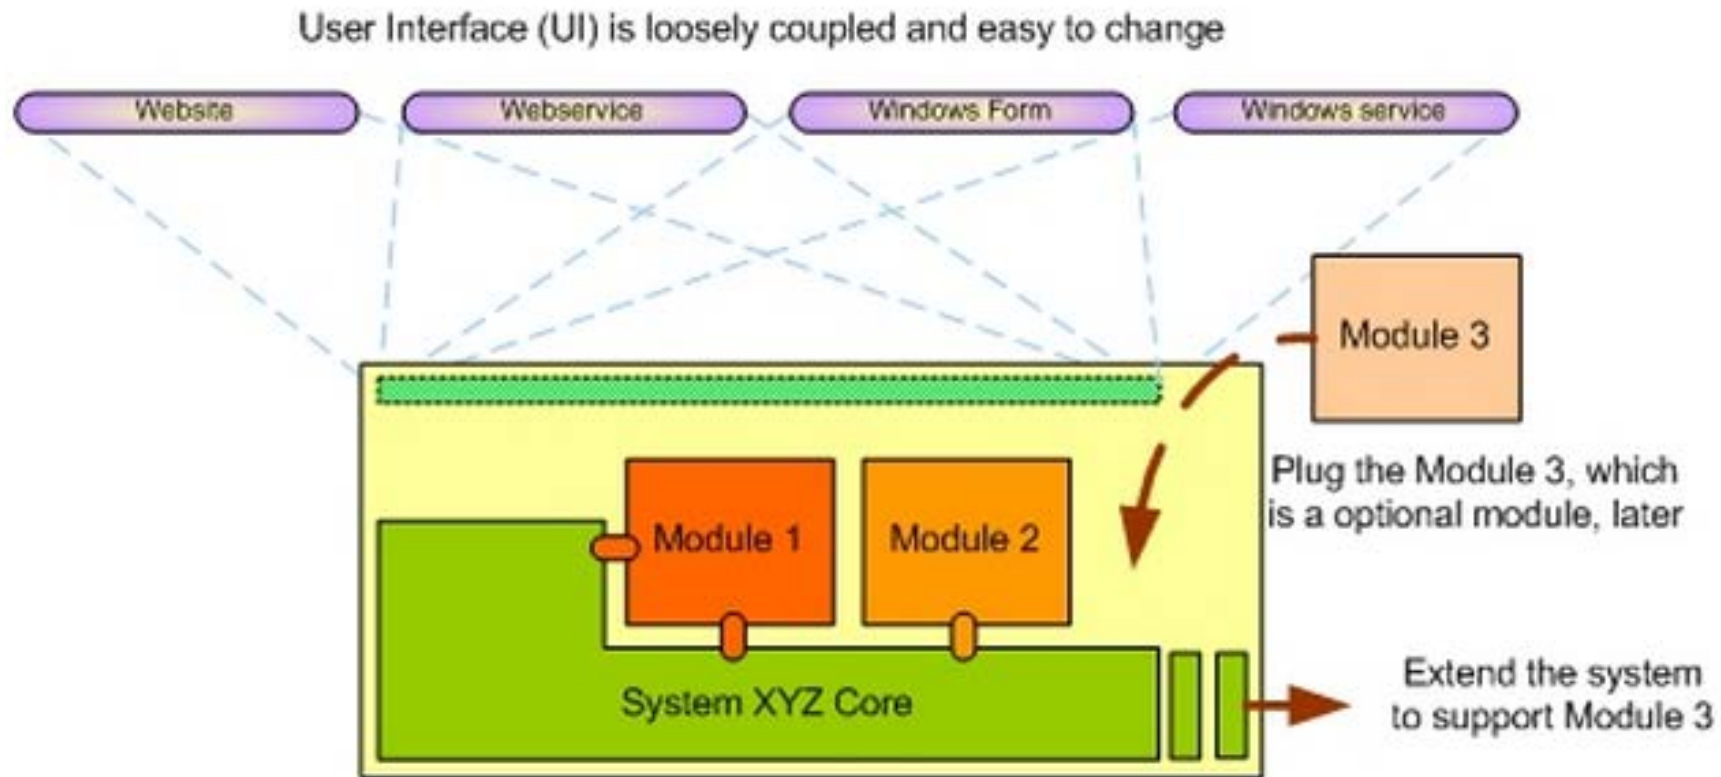 User Interface (UI) is loosely coupled and easy to change
Website
Webservice
Windows Form
Windows service
Module 3
Plug the Module 3, which
is a optional module, later
Module 1
Module 2
System XYZ Core
Extend the system
to support Module 3